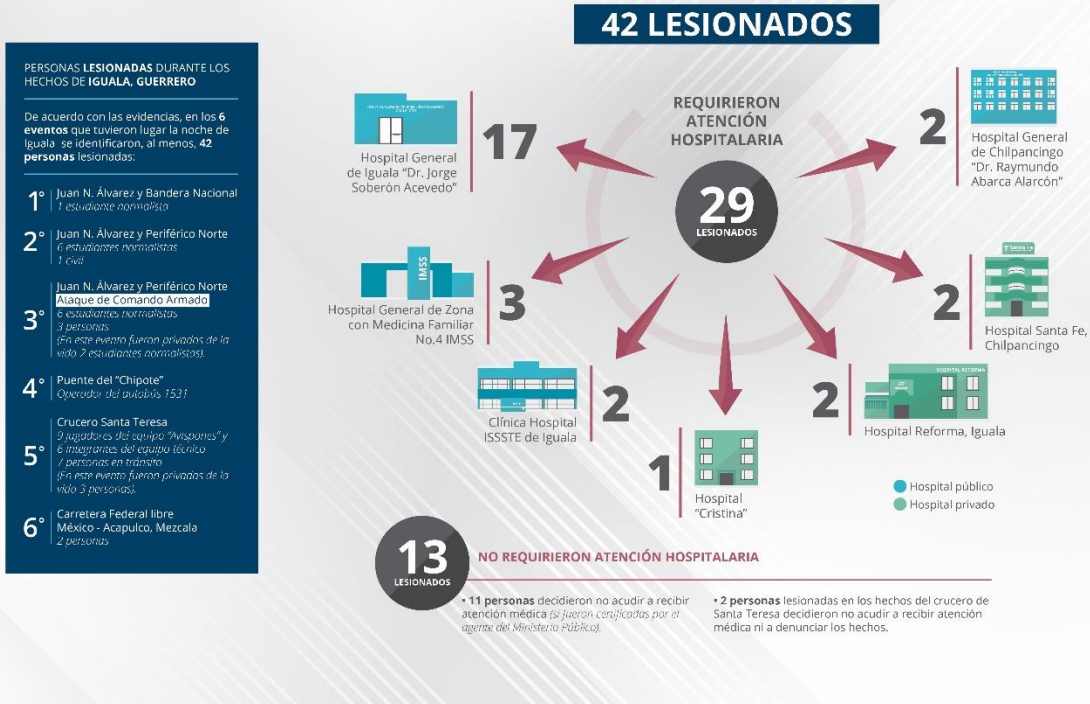 42 LESIONADOS
PERSONAS LESIONADAS DURANTE LOS
HECHOS DE IGUALA, GUERRERO
De acuerdo con las evidencias, en los 6
eventos que tuvieron lugar la noche de
Iguala se identificaron, al menos, 42
personas lesionadas:
1° Juan N. Álvarez y Bandera Nacional
1 estudiante normalista
2° Juan N. Álvarez y Periférico Norte
6 estudiantes normalistas
1 civil
3° Juan N. Álvarez y Periférico Norte
Ataque de Comando Armado
6 estudiantes normalistas
3 personas
(En este evento fueron privados de la
vida 2 estudiantes normalistas).
4° Puente del "Chipote"
Operador del autobús 1531
5° Crucero Santa Teresa
9 jugadores del equipo "Avispones" y
6 integrantes del equipo técnico
7 personas en tránsito
(En este evento fueron privados de la
vida 3 personas).
6° Carretera Federal libre
México - Acapulco, Mezcala
2 personas
REQUIRIERON
ATENCIÓN
HOSPITALARIA
29
LESIONADOS
17
Hospital General
de Iguala "Dr. Jorge
Soberón Acevedo"
IMSS
3
Hospital General de Zona
con Medicina Familiar
No.4 IMSS
2
Clínica Hospital
ISSSTE de Iguala
1
Hospital
"Cristina"
HOSPITAL REFORMA
2
Hospital Reforma, Iguala
2
Hospital Santa Fe,
Chilpancingo
2
Hospital General
de Chilpancingo
"Dr. Raymundo
Abarca Alarcón"
Hospital público
Hospital privado
13
LESIONADOS
NO REQUIRIERON ATENCIÓN HOSPITALARIA
• 11 personas decidieron no acudir a recibir
atención médica (si fueron certificadas por el
agente del Ministerio Público).
• 2 personas lesionadas en los hechos del crucero de
Santa Teresa decidieron no acudir a recibir atención
médica ni a denunciar los hechos.